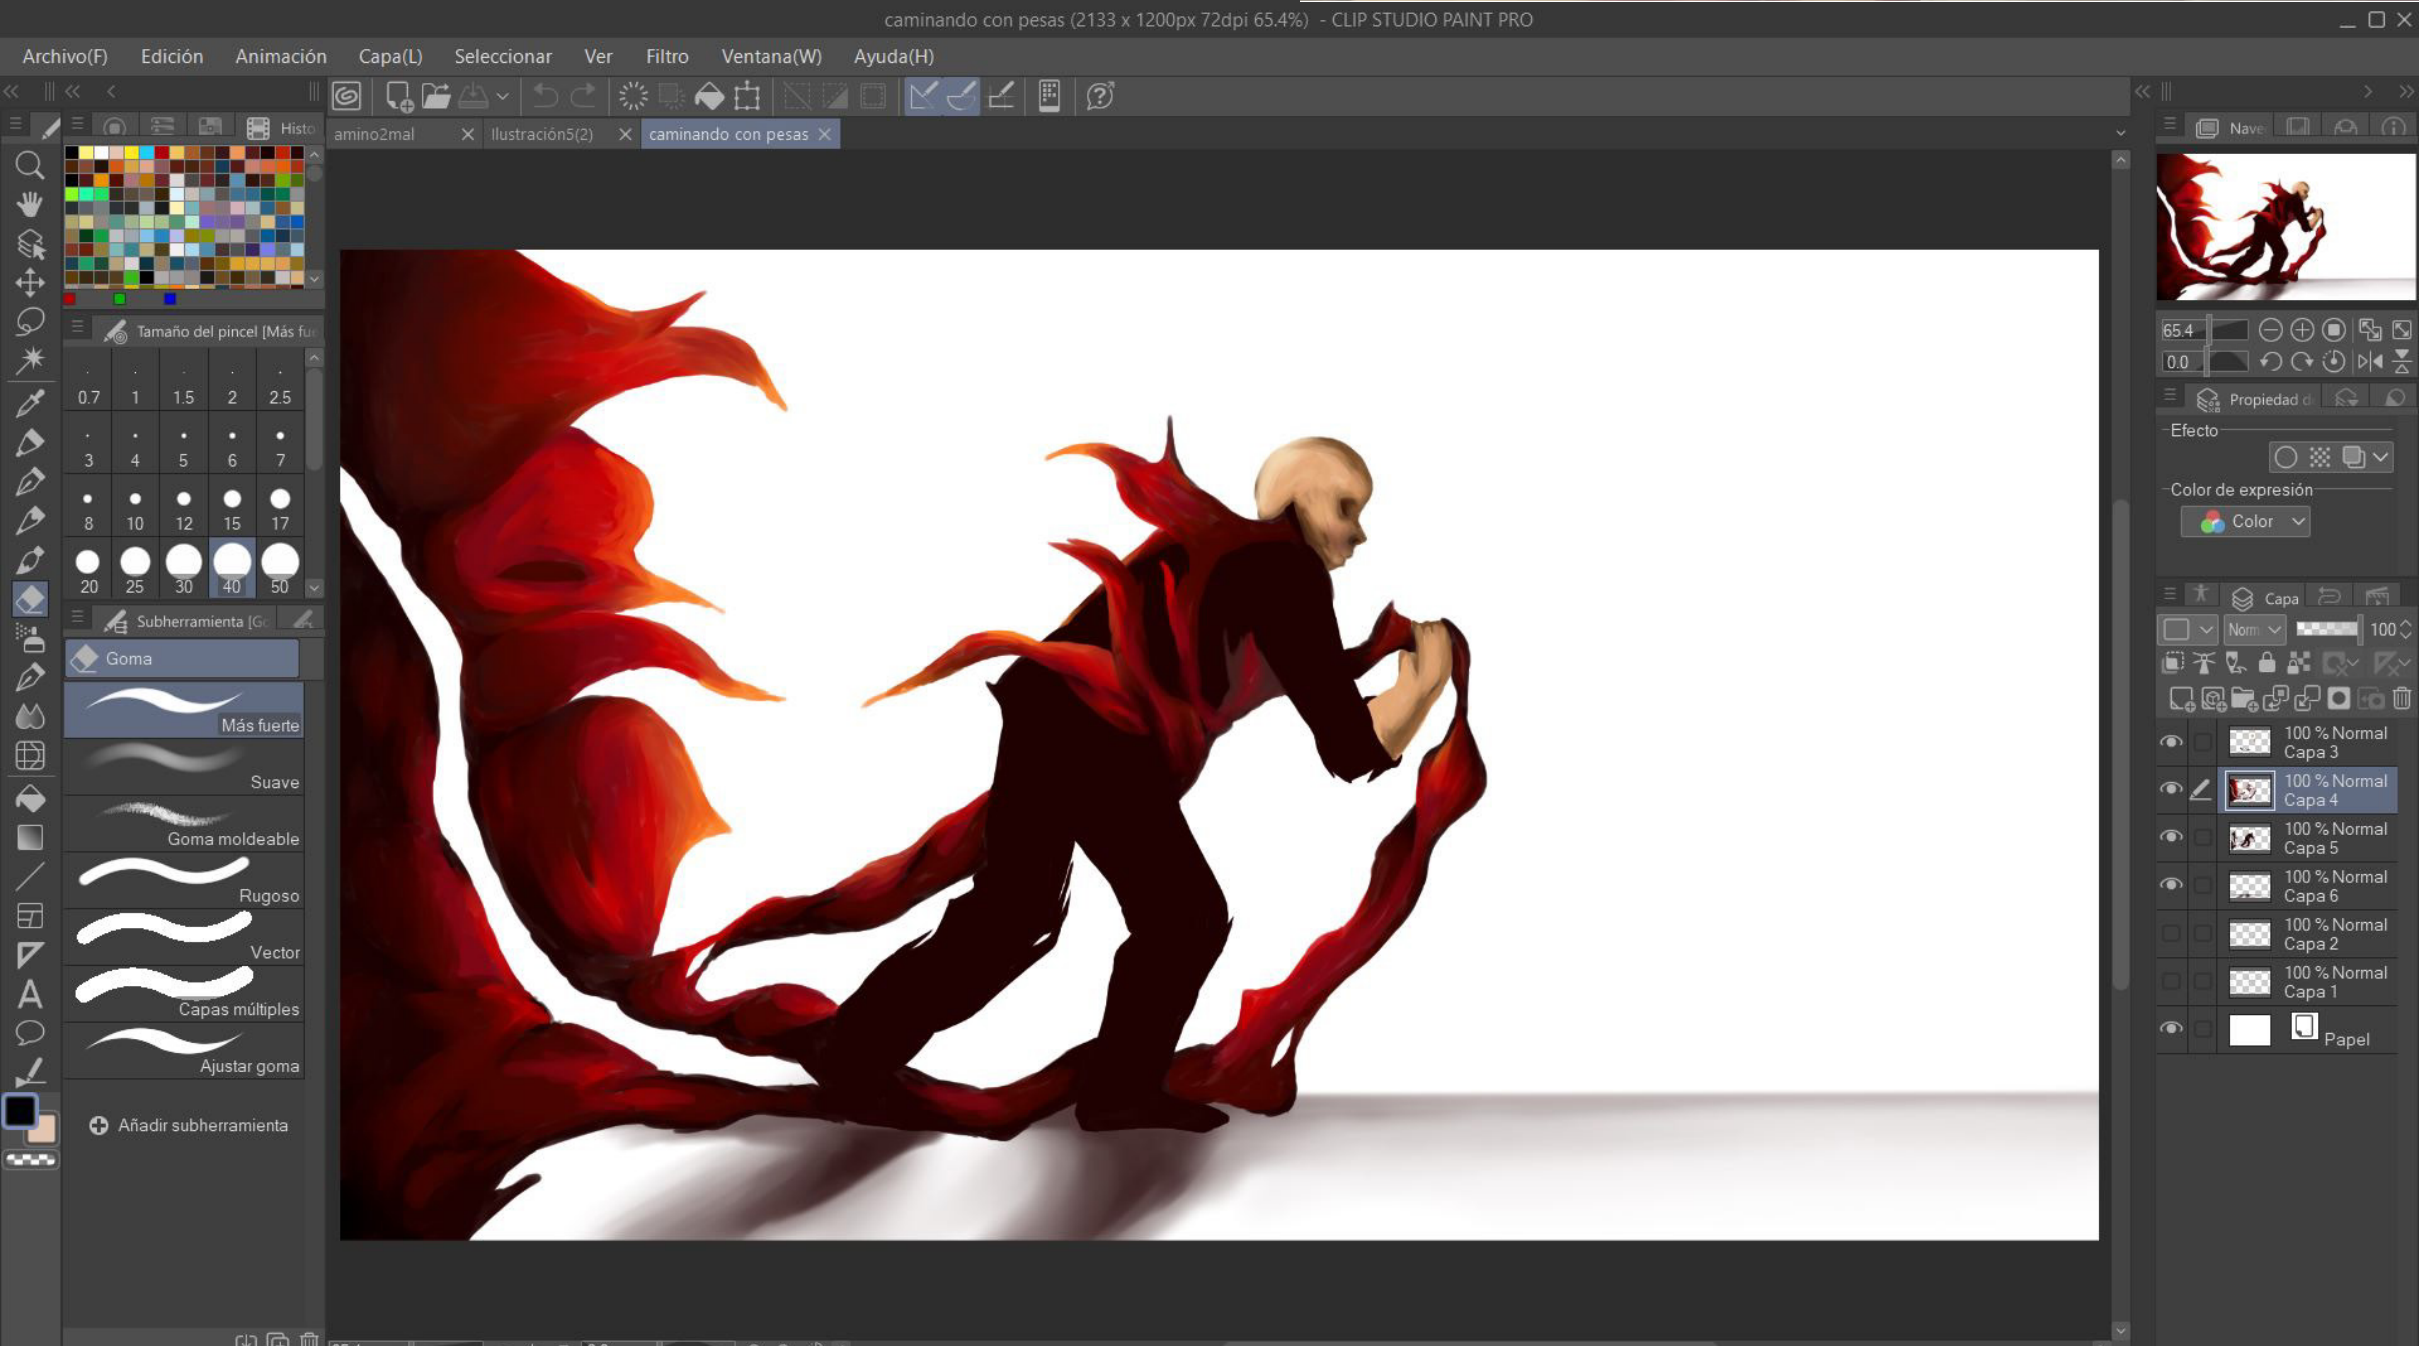 caminando con pesas (2133 x 1200px 72dpi 65.4%) - CLIP STUDIO PAINT PRO
Archivo(F) Edición Animación Capa(L) Seleccionar Ver Filtro Ventana(W) Ayuda(H)
Histo
amino2mal Ilustración5(2) caminando con pesas
Tamaño del pincel [Más fue
0.7 1 1.5 2 2.5
3 4 5 6 7
8 10 12 15 17
20 25 30 40 50
Subherramienta [Go
Goma
Más fuerte
Suave
Goma moldeable
Rugoso
Vector
Capas múltiples
Ajustar goma
Añadir subherramienta
Nave
65.4
0.0
Propiedad d
Efecto
Color de expresión
Color
Capa
Norm 100
100 % Normal
Capa 3
100 % Normal
Capa 4
100 % Normal
Capa 5
100 % Normal
Capa 6
100 % Normal
Capa 2
100 % Normal
Capa 1
Papel